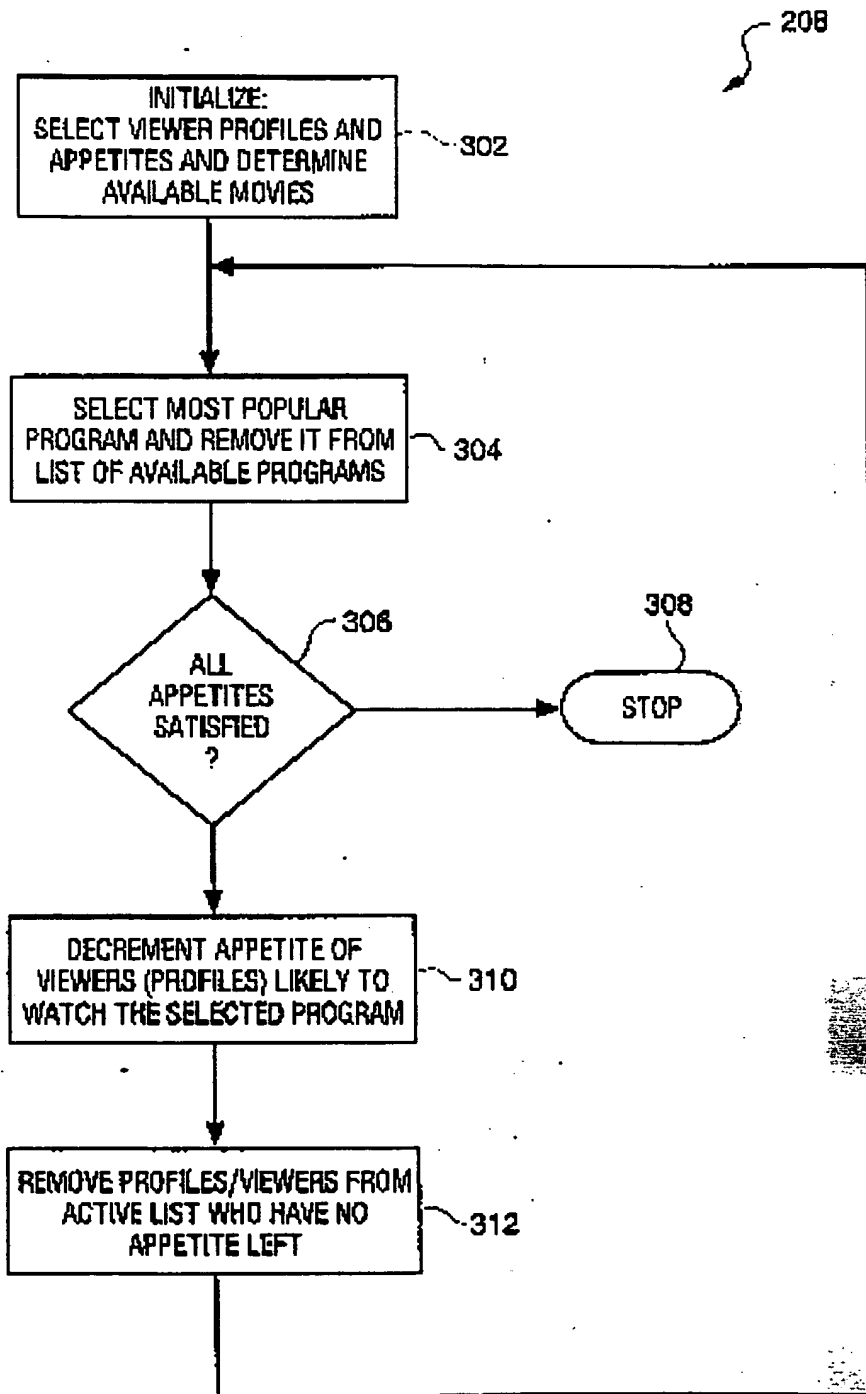 208
INITIALIZE:
SELECT VIEWER PROFILES AND
APPETITES AND DETERMINE
AVAILABLE MOVIES
302
SELECT MOST POPULAR
PROGRAM AND REMOVE IT FROM
LIST OF AVAILABLE PROGRAMS
304
306
ALL
APPETITES
SATISFIED
?
308
STOP
DECREMENT APPETITE OF
VIEWERS (PROFILES) LIKELY TO
WATCH THE SELECTED PROGRAM
310
REMOVE PROFILES/VIEWERS FROM
ACTIVE LIST WHO HAVE NO
APPETITE LEFT
312